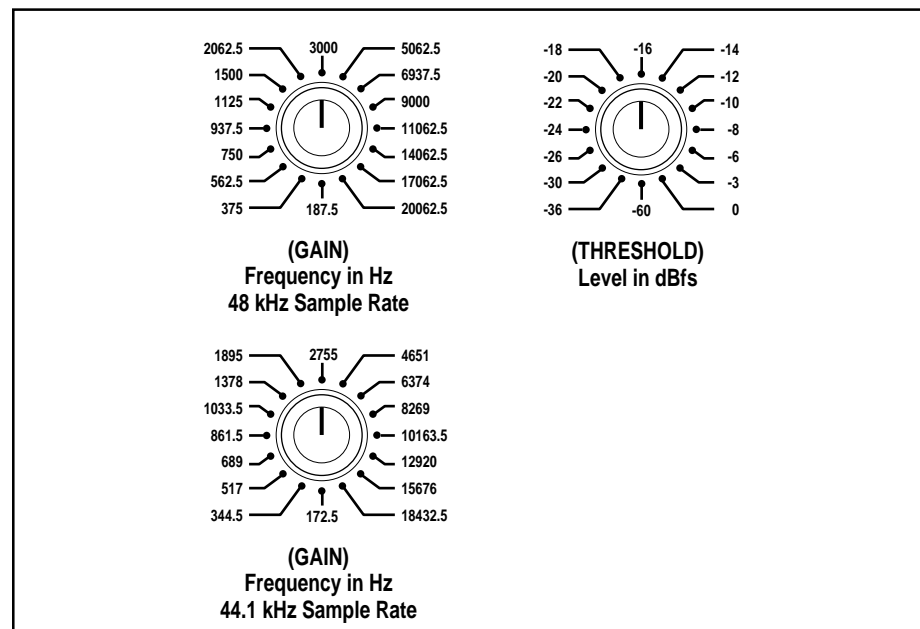 2062.5 3000 5062.5
1500 6937.5
1125 9000
937.5 11062.5
750 14062.5
562.5 17062.5
375 187.5 20062.5
(GAIN)
Frequency in Hz
48 kHz Sample Rate
-18 -16 -14
-20 -12
-22 -10
-24 -8
-26 -6
-30 -3
-36 -60 0
(THRESHOLD)
Level in dBfs
1895 2755 4651
1378 6374
1033.5 8269
861.5 10163.5
689 12920
517 15676
344.5 172.5 18432.5
(GAIN)
Frequency in Hz
44.1 kHz Sample Rate